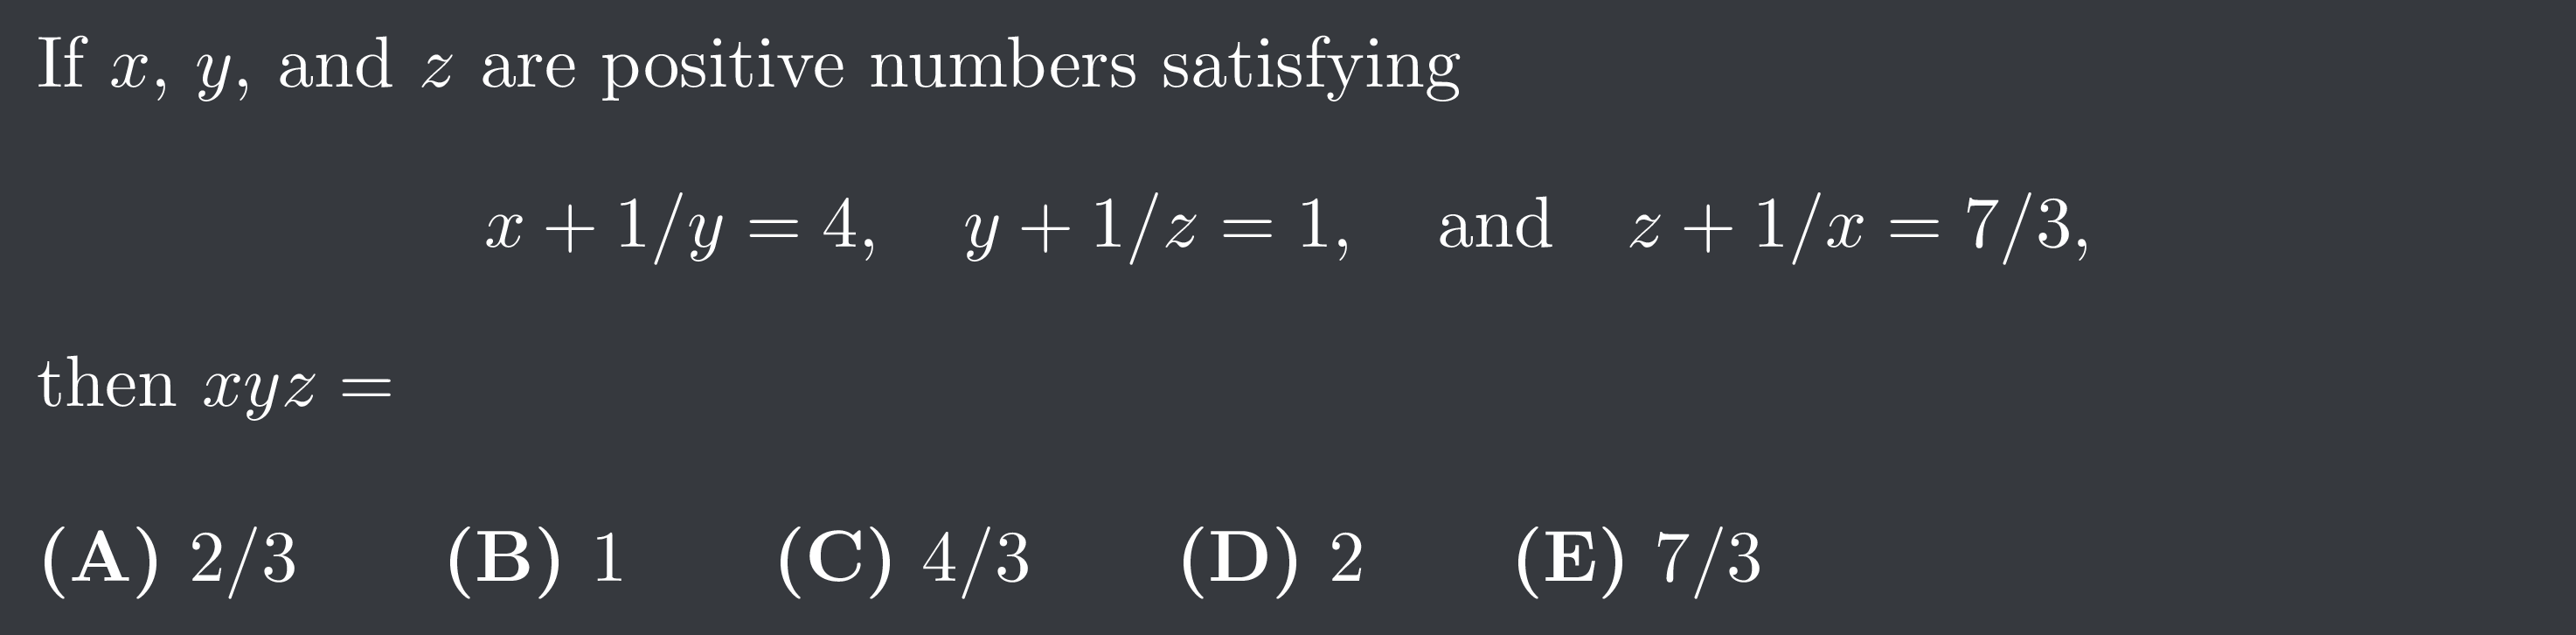 If x, y, and z are positive numbers satisfying
x + 1/y = 4, y + 1/z = 1, and z + 1/x = 7/3,
then xyz =
(A) 2/3 (B) 1 (C) 4/3 (D) 2 (E) 7/3